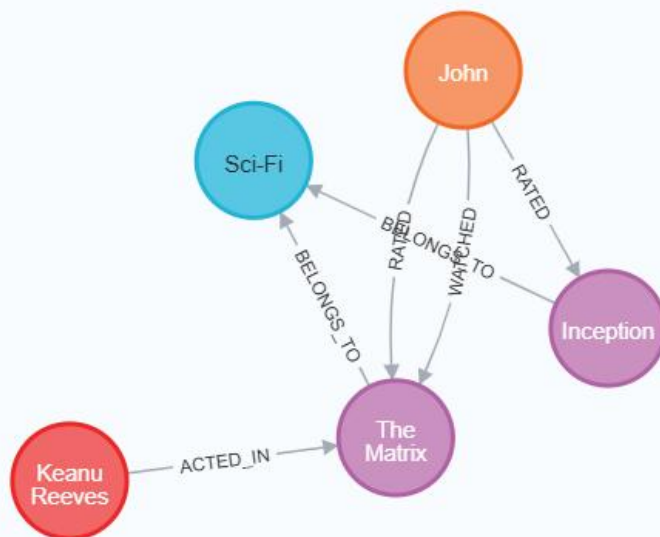 John
Sci-Fi
RATED
RATED
WATCHED
BELONGS_TO
BELONGS_TO
Inception
The
Matrix
ACTED_IN
Keanu
Reeves